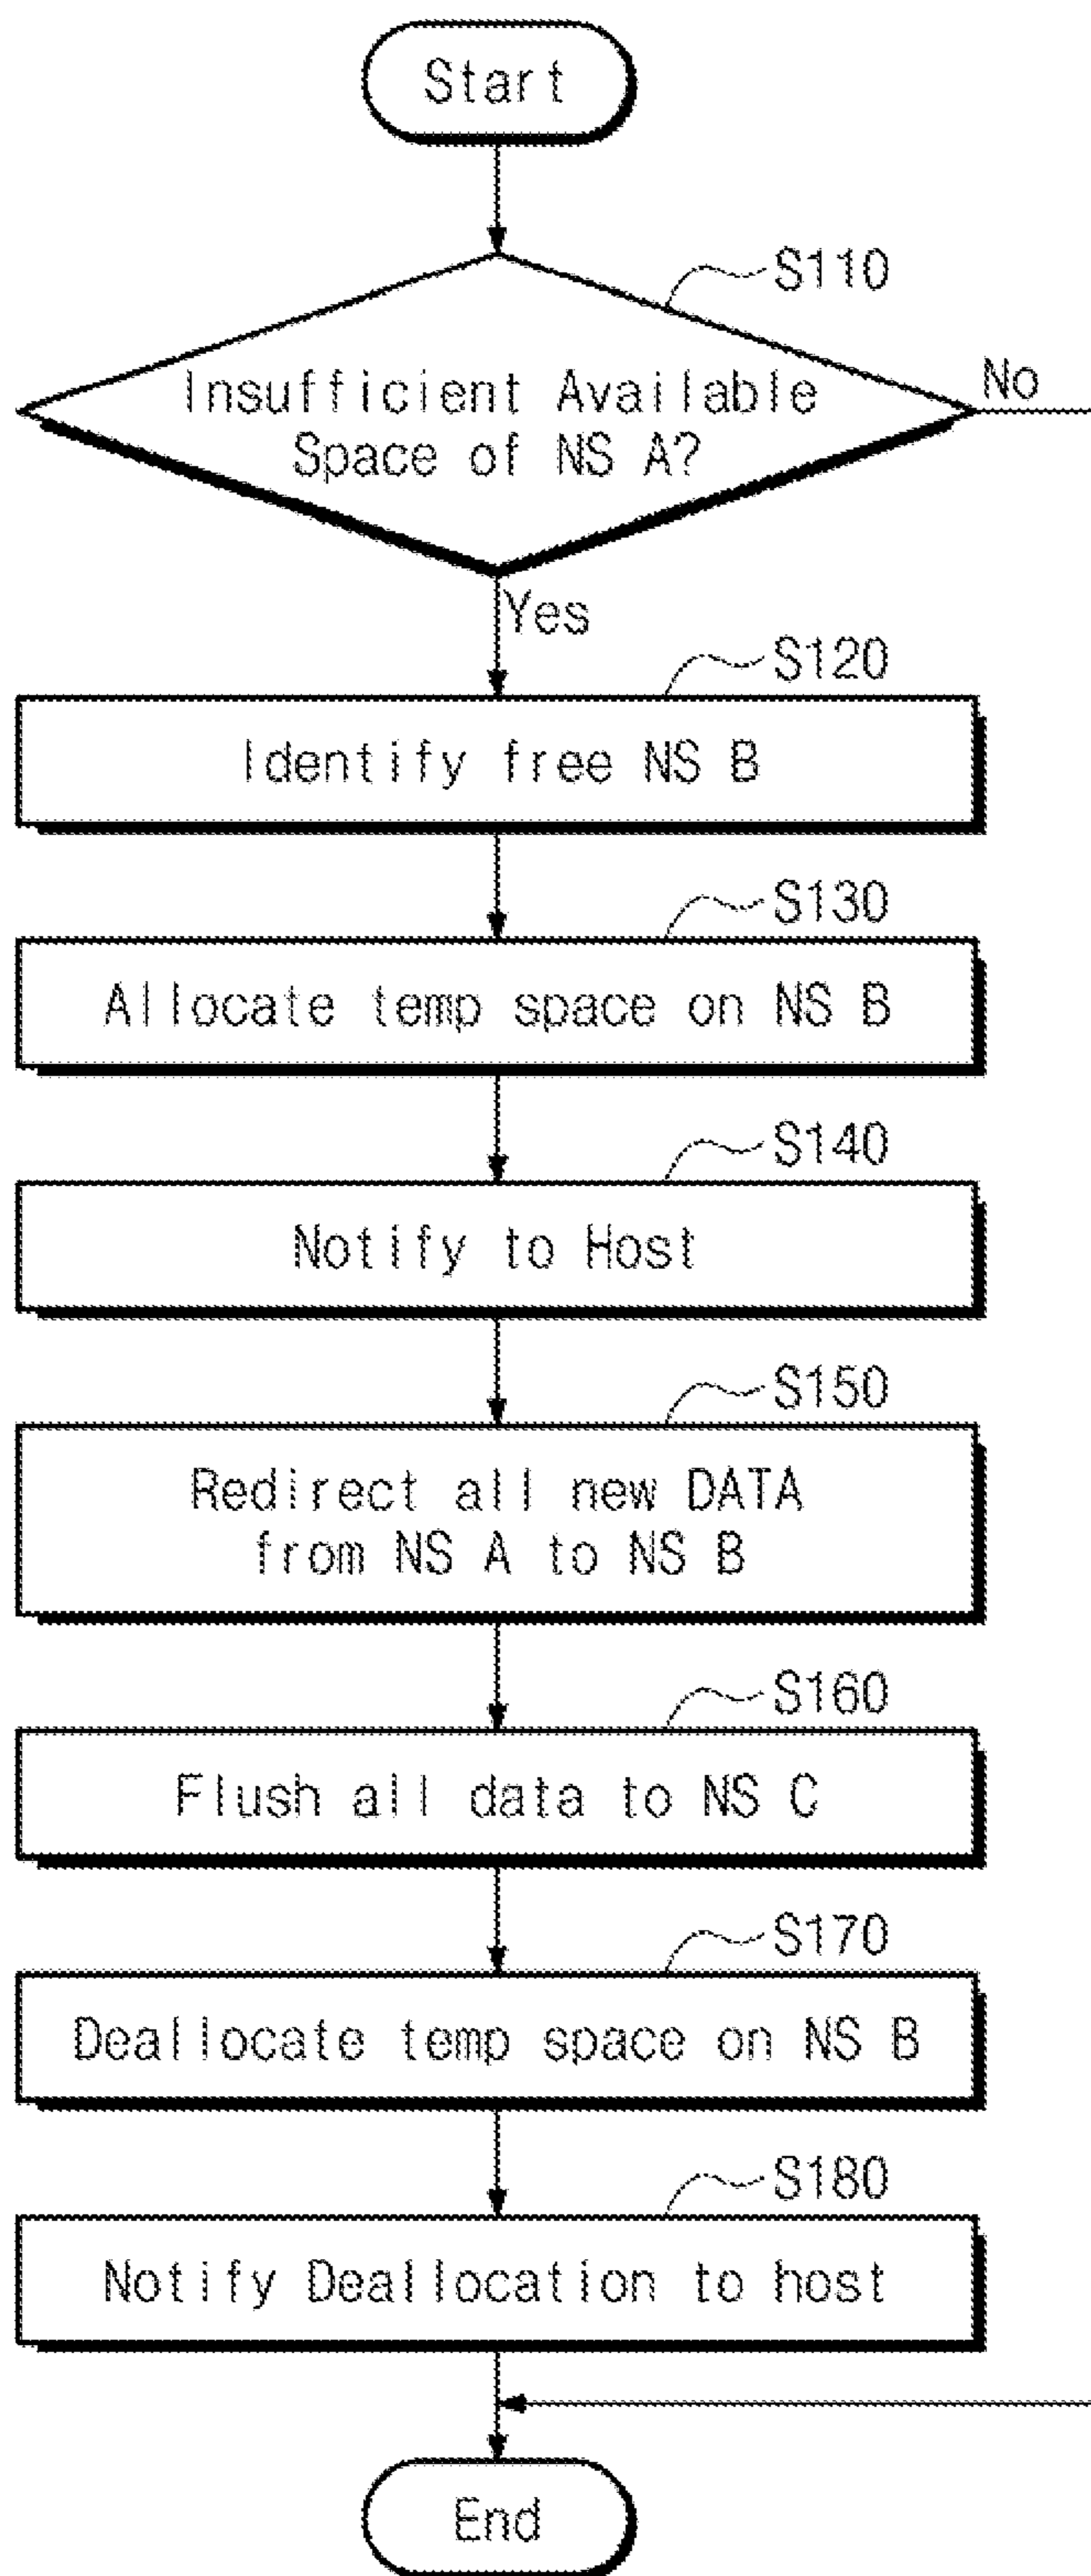 Start
S110
Insufficient Available
Space of NS A?
No
Yes
S120
Identify free NS B
S130
Allocate temp space on NS B
S140
Notify to Host
S150
Redirect all new DATA
from NS A to NS B
S160
Flush all data to NS C
S170
Deallocate temp space on NS B
S180
Notify Deallocation to host
End